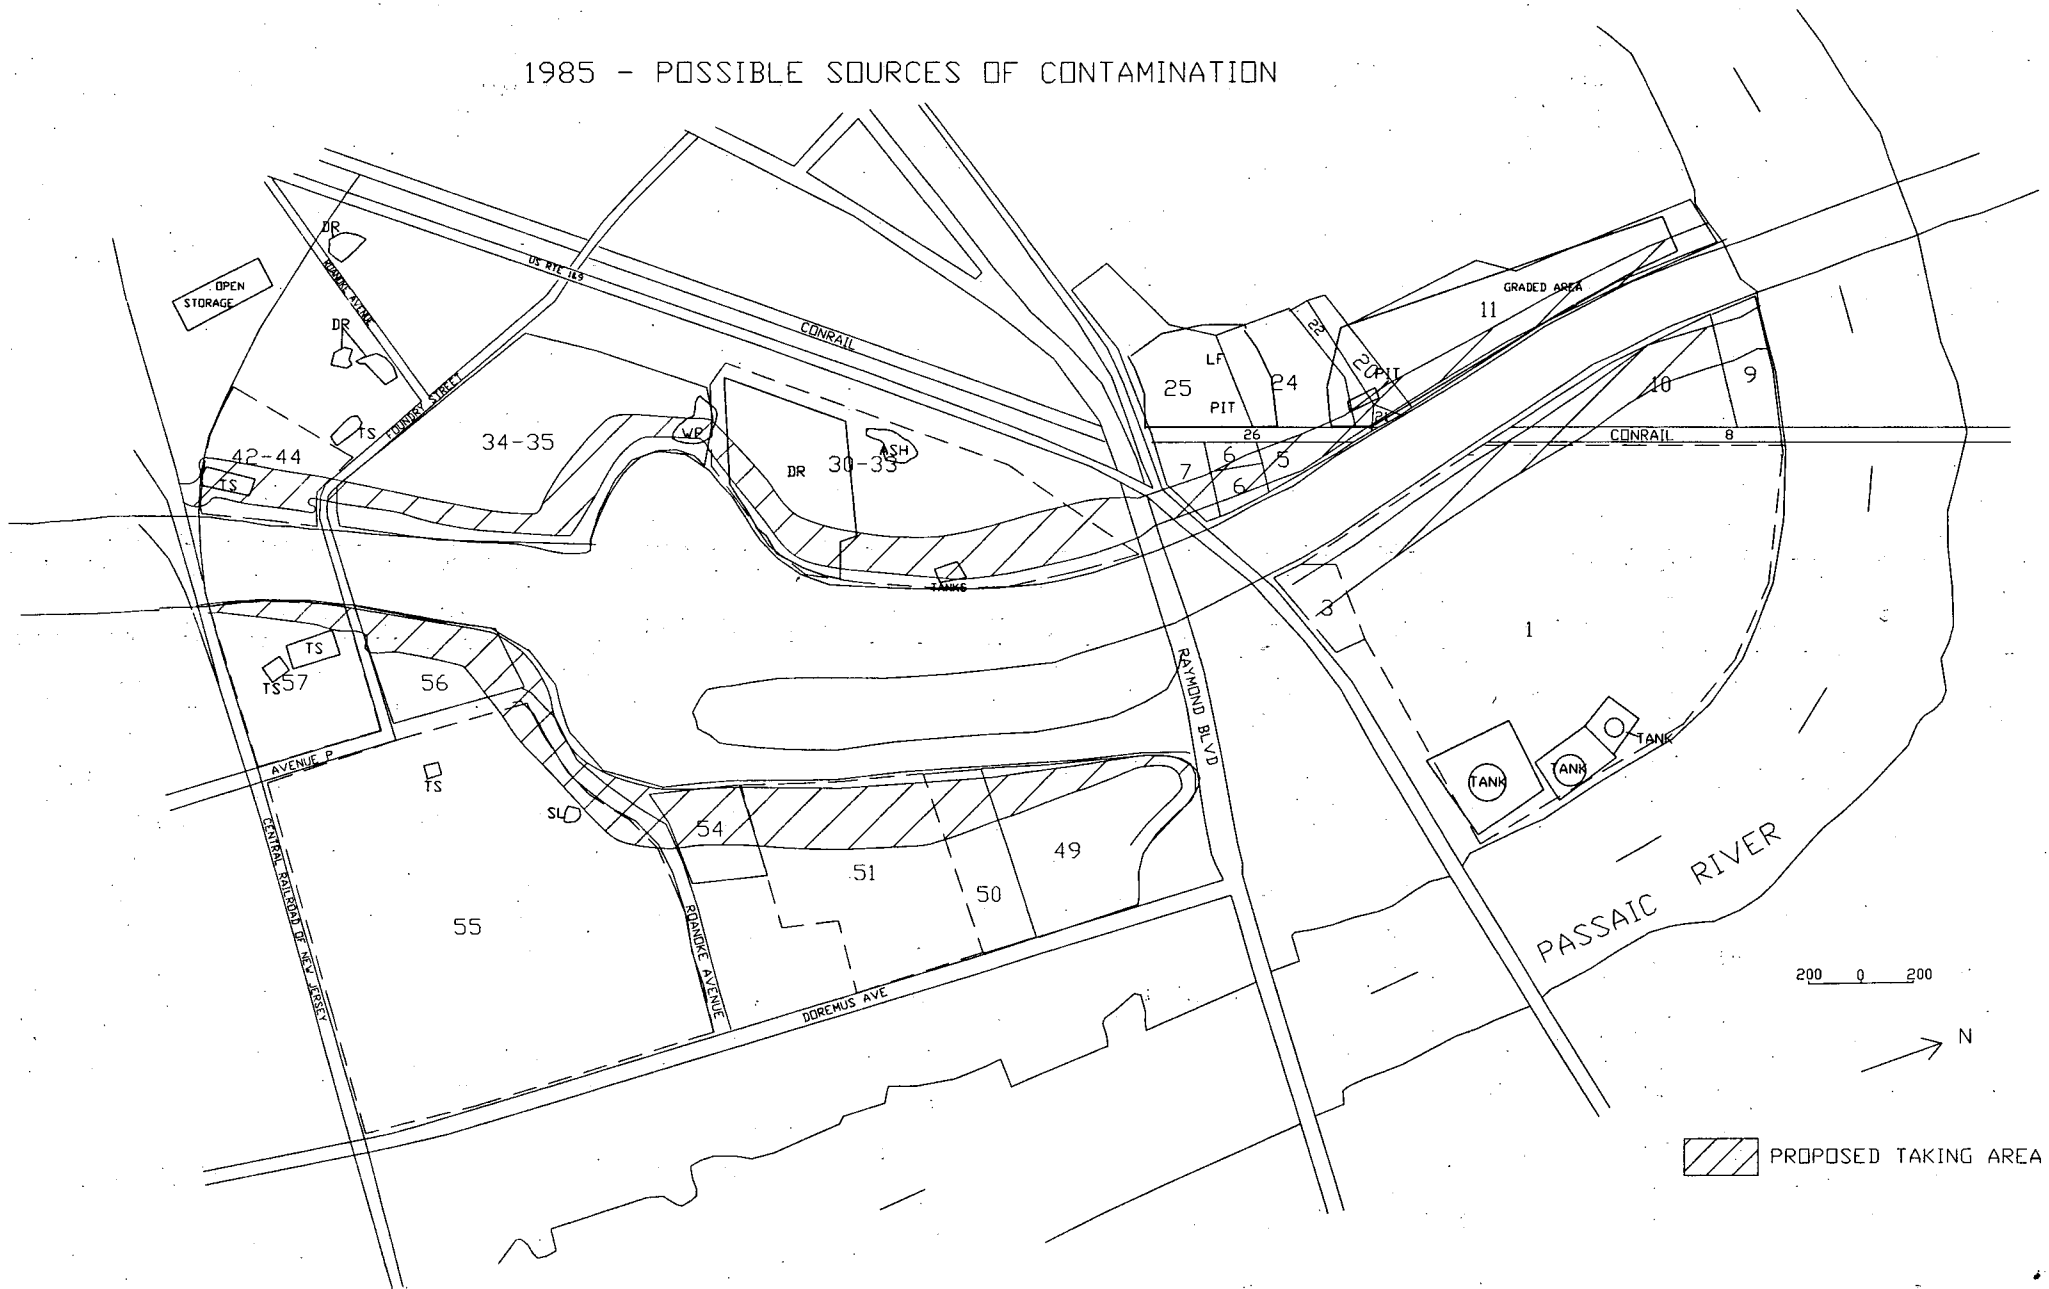 1985 - POSSIBLE SOURCES OF CONTAMINATION
DR
ROANOKE AVENUE
OPEN
STORAGE
DR
US RTE 1&9
CONRAIL
FOUNDRY STREET
TS
42-44
TS
34-35
WP
DR
30-33
ASH
TANKS
LF
25
24
PIT
22
20
PIT
21
GRADED AREA
11
10
9
26
CONRAIL
8
7
6
6
5
3
1
TS
TS
57
56
AVENUE P
TS
SL
54
51
50
49
55
RAYMOND BLVD
TANK
TANK
TANK
CENTRAL RAILROAD OF NEW JERSEY
ROANOKE AVENUE
DOREMUS AVE
PASSAIC RIVER
200 0 200
N
PROPOSED TAKING AREA